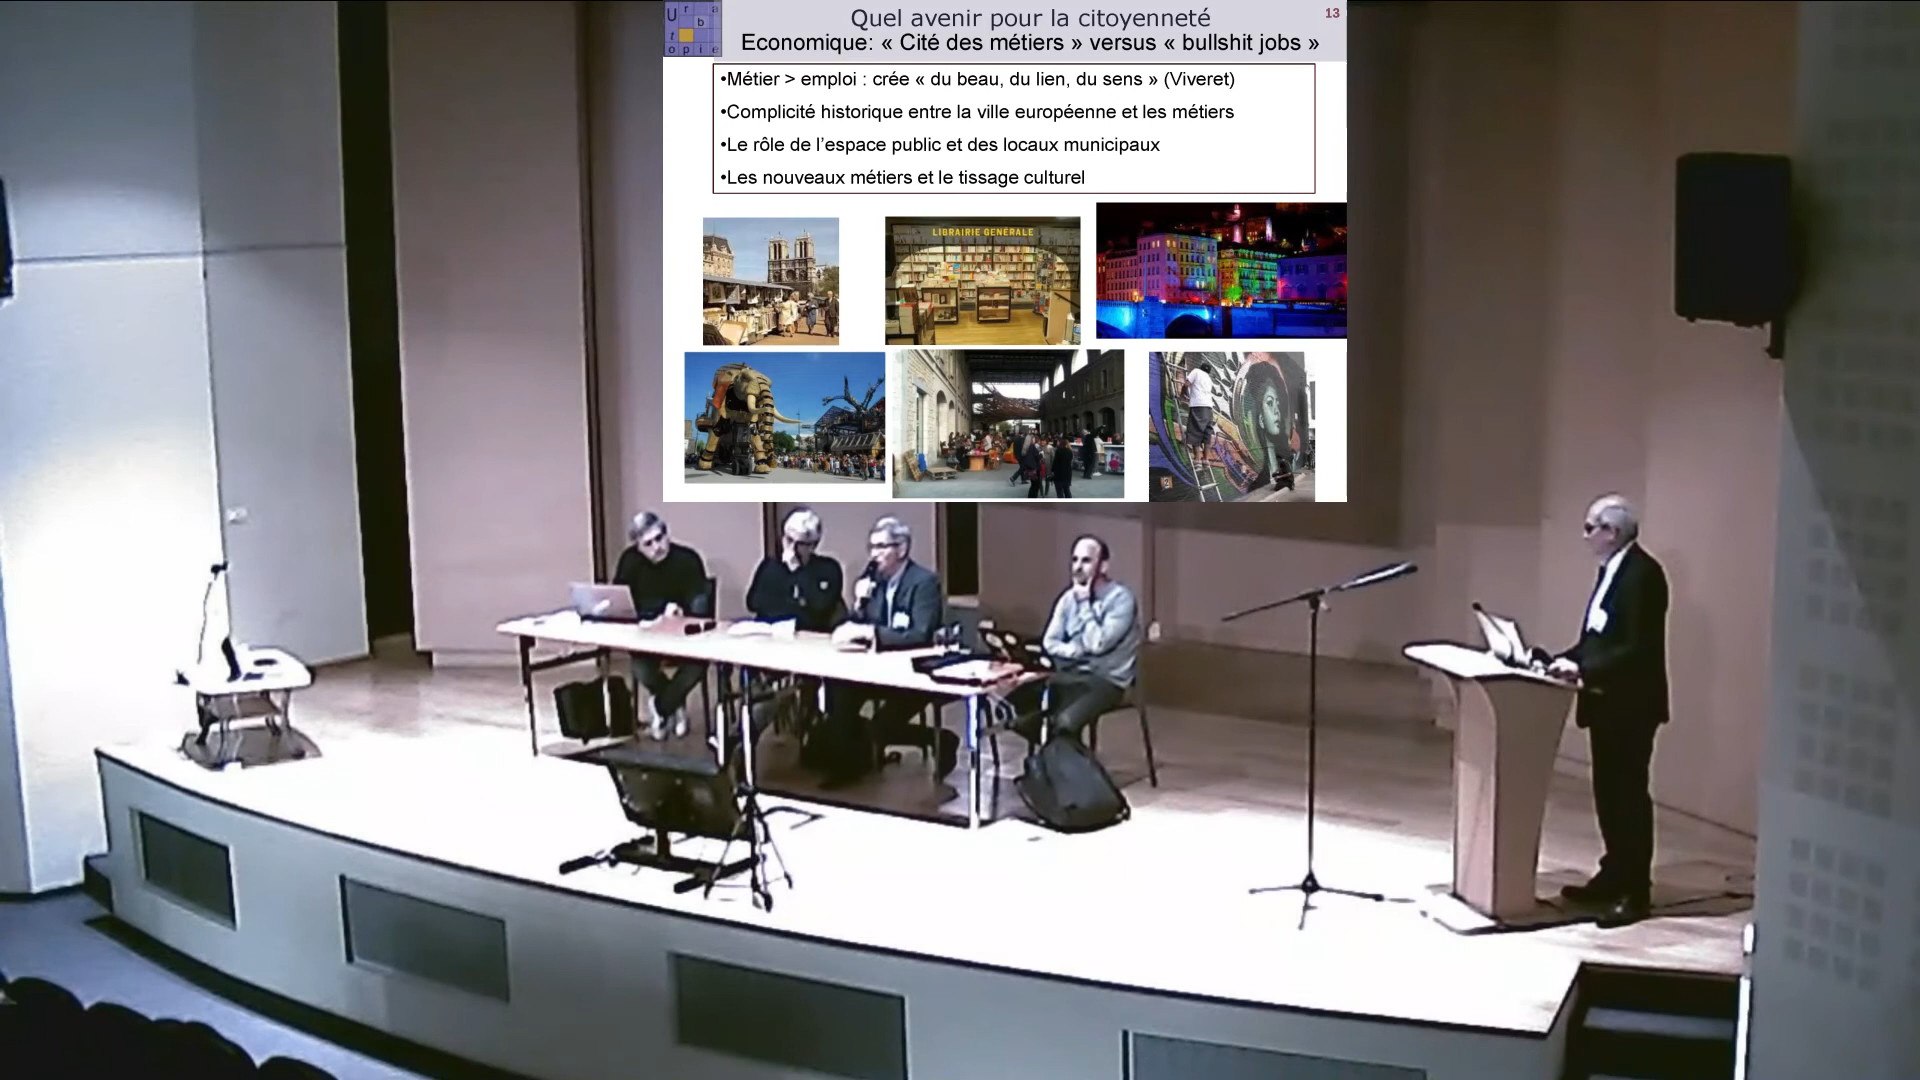 U r b a
t o p i e
Quel avenir pour la citoyenneté
13
Economique: « Cité des métiers » versus « bullshit jobs »
•Métier > emploi : crée « du beau, du lien, du sens » (Viveret)
•Complicité historique entre la ville européenne et les métiers
•Le rôle de l’espace public et des locaux municipaux
•Les nouveaux métiers et le tissage culturel
LIBRAIRIE GENERALE